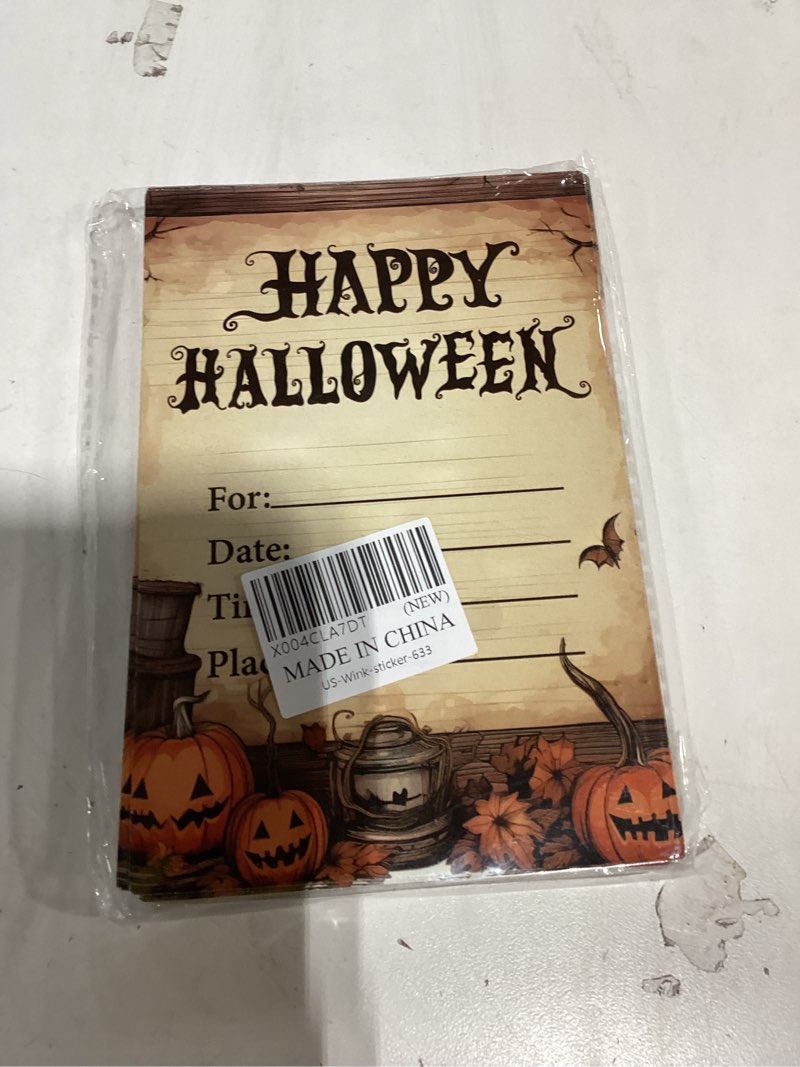 HAPPY
HALLOWEEN
For:
Date:
X004CLA7DT
(NEW)
MADE IN CHINA
US-Wink-sticker-633